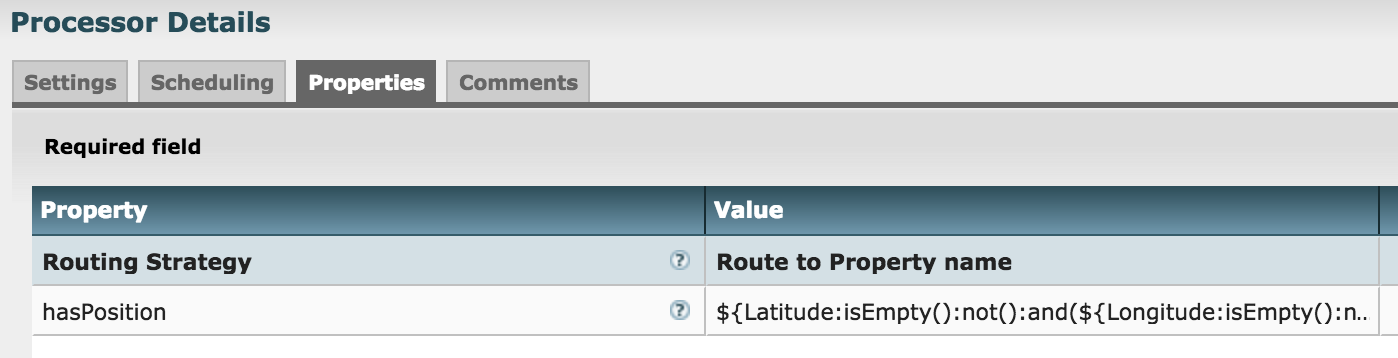 Processor Details
Settings Scheduling Properties Comments
Required field
Property Value
Routing Strategy ? Route to Property name
hasPosition ? ${Latitude:isEmpty():not():and(${Longitude:isEmpty():n...